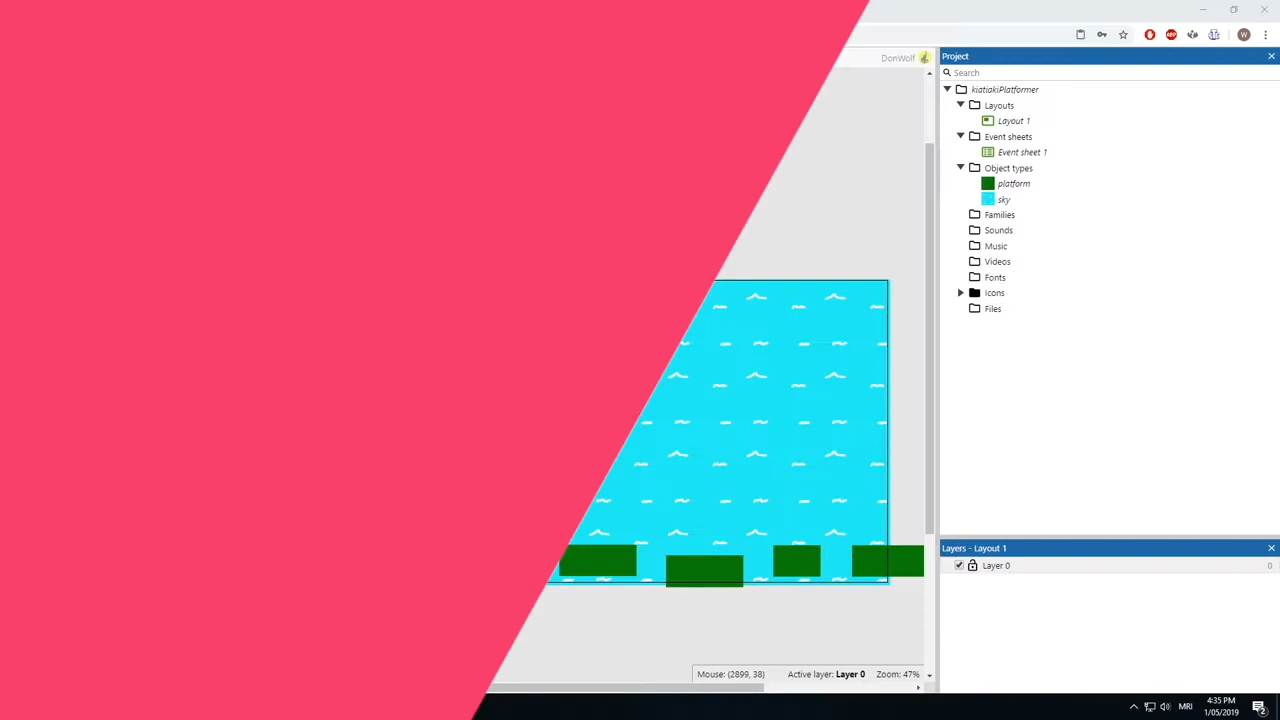 DonWolf
Project
Search
kiatiakiPlatformer
Layouts
Layout 1
Event sheets
Event sheet 1
Object types
platform
sky
Families
Sounds
Music
Videos
Fonts
Icons
Files
Layers - Layout 1
Layer 0
0
Mouse: (2899, 38)
Active layer: Layer 0
Zoom: 47%
MRI
4:35 PM
1/05/2019
2
W
ABP